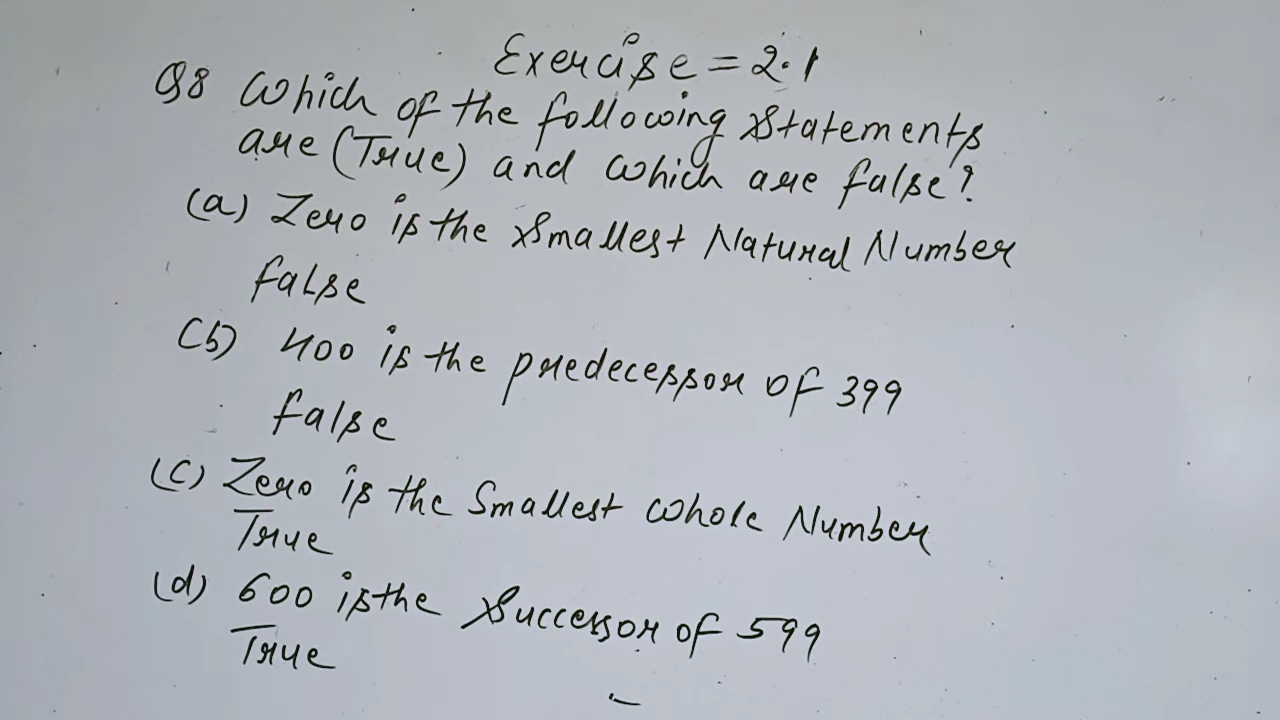 Exercise = 2.1
Q8 Which of the following Statements
are (True) and which are false?
(a) Zero is the Smallest Natural Number
false
(b) 400 is the predecessor of 399
false
(c) Zero is the Smallest whole Number
True
(d) 600 is the Successor of 599
True